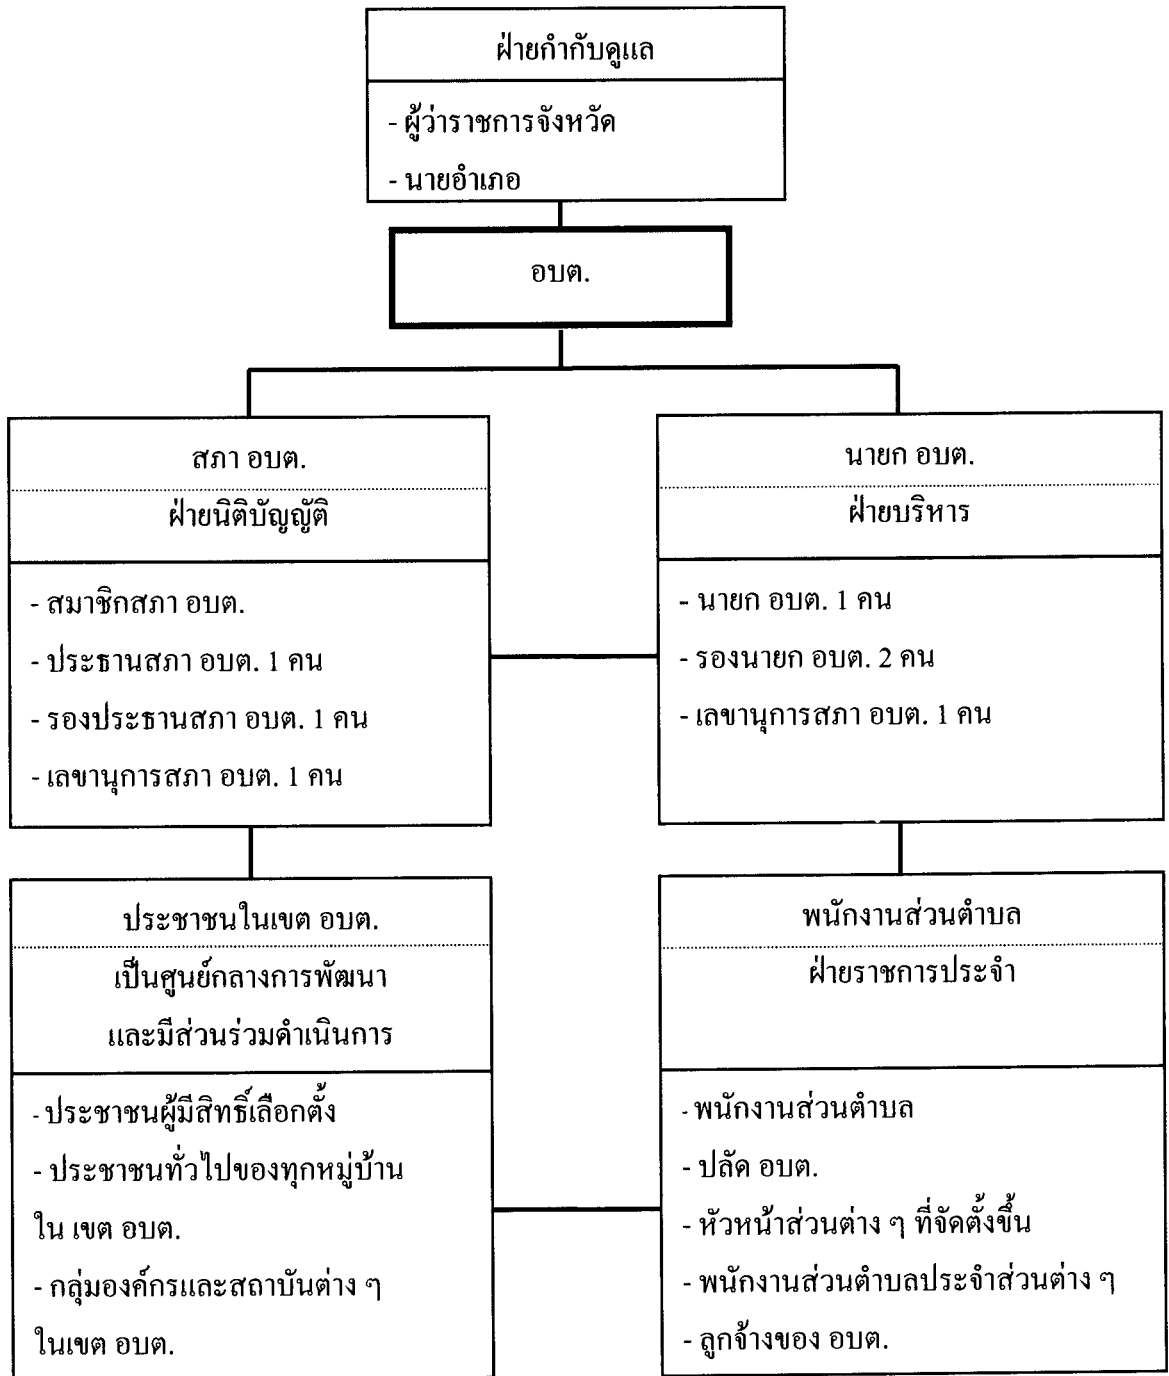 ฝ่ายกำกับดูแล
- ผู้ว่าราชการจังหวัด
- นายอำเภอ
อบต.
สภา อบต.
ฝ่ายนิติบัญญัติ
- สมาชิกสภา อบต.
- ประธานสภา อบต. 1 คน
- รองประธานสภา อบต. 1 คน
- เลขานุการสภา อบต. 1 คน
นายก อบต.
ฝ่ายบริหาร
- นายก อบต. 1 คน
- รองนายก อบต. 2 คน
- เลขานุการสภา อบต. 1 คน
ประชาชนในเขต อบต.
เป็นศูนย์กลางการพัฒนา
และมีส่วนร่วมดำเนินการ
- ประชาชนผู้มีสิทธิ์เลือกตั้ง
- ประชาชนทั่วไปของทุกหมู่บ้าน
ใน เขต อบต.
- กลุ่มองค์กรและสถาบันต่าง ๆ
ในเขต อบต.
พนักงานส่วนตำบล
ฝ่ายราชการประจำ
- พนักงานส่วนตำบล
- ปลัด อบต.
- หัวหน้าส่วนต่าง ๆ ที่จัดตั้งขึ้น
- พนักงานส่วนตำบลประจำส่วนต่าง ๆ
- ลูกจ้างของ อบต.